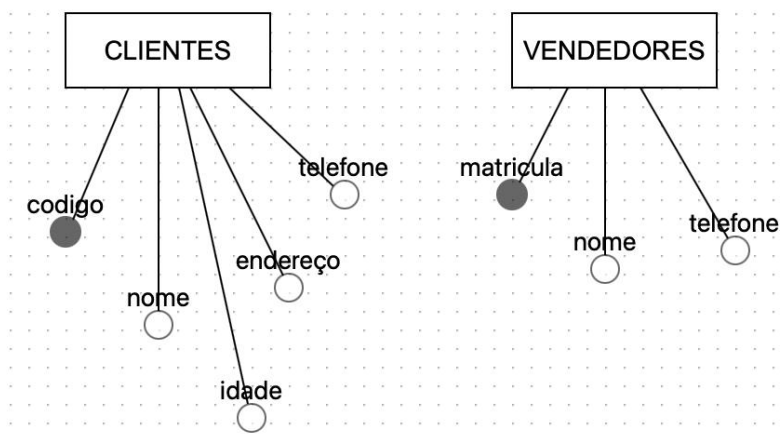 CLIENTES
VENDEDORES
telefone
matricula
codigo
telefone
nome
endereço
nome
idade